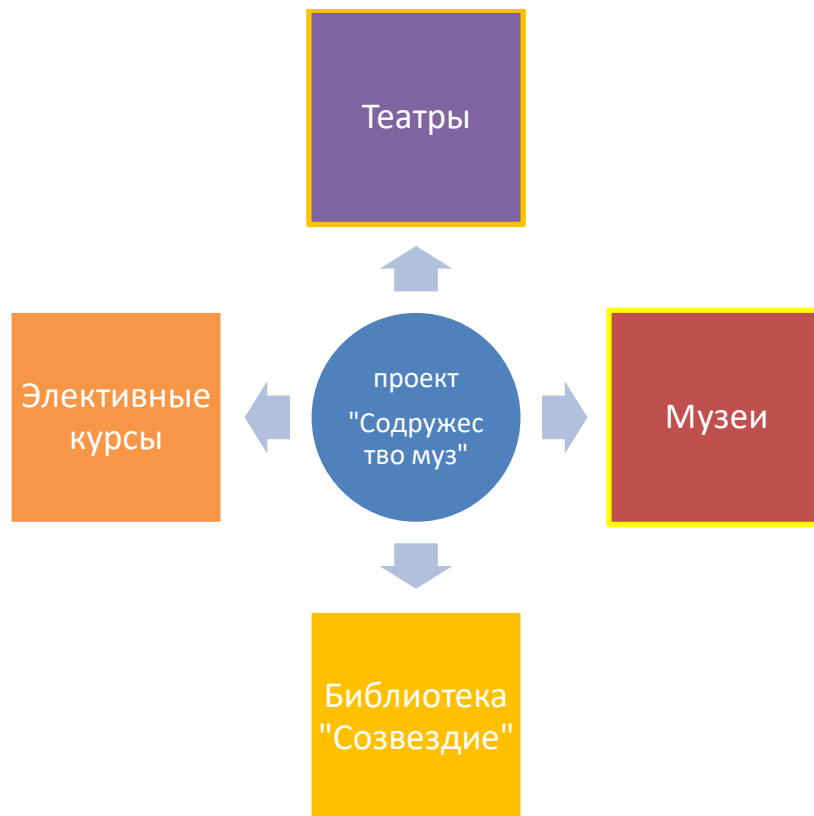 Театры
Элективные
курсы
проект
"Содружес
тво муз"
Музеи
Библиотека
"Созвездие"